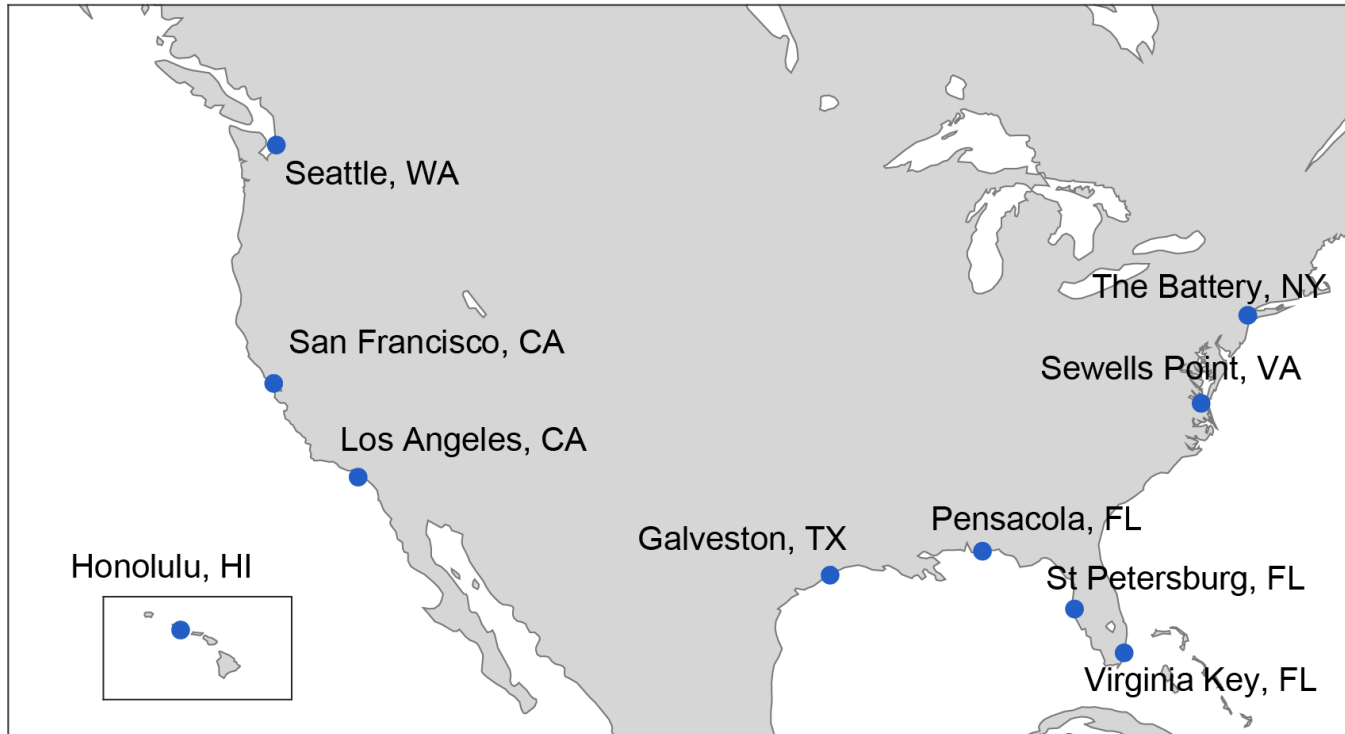 Seattle, WA
The Battery, NY
San Francisco, CA
Sewells Point, VA
Los Angeles, CA
Pensacola, FL
Galveston, TX
Honolulu, HI
St Petersburg, FL
Virginia Key, FL